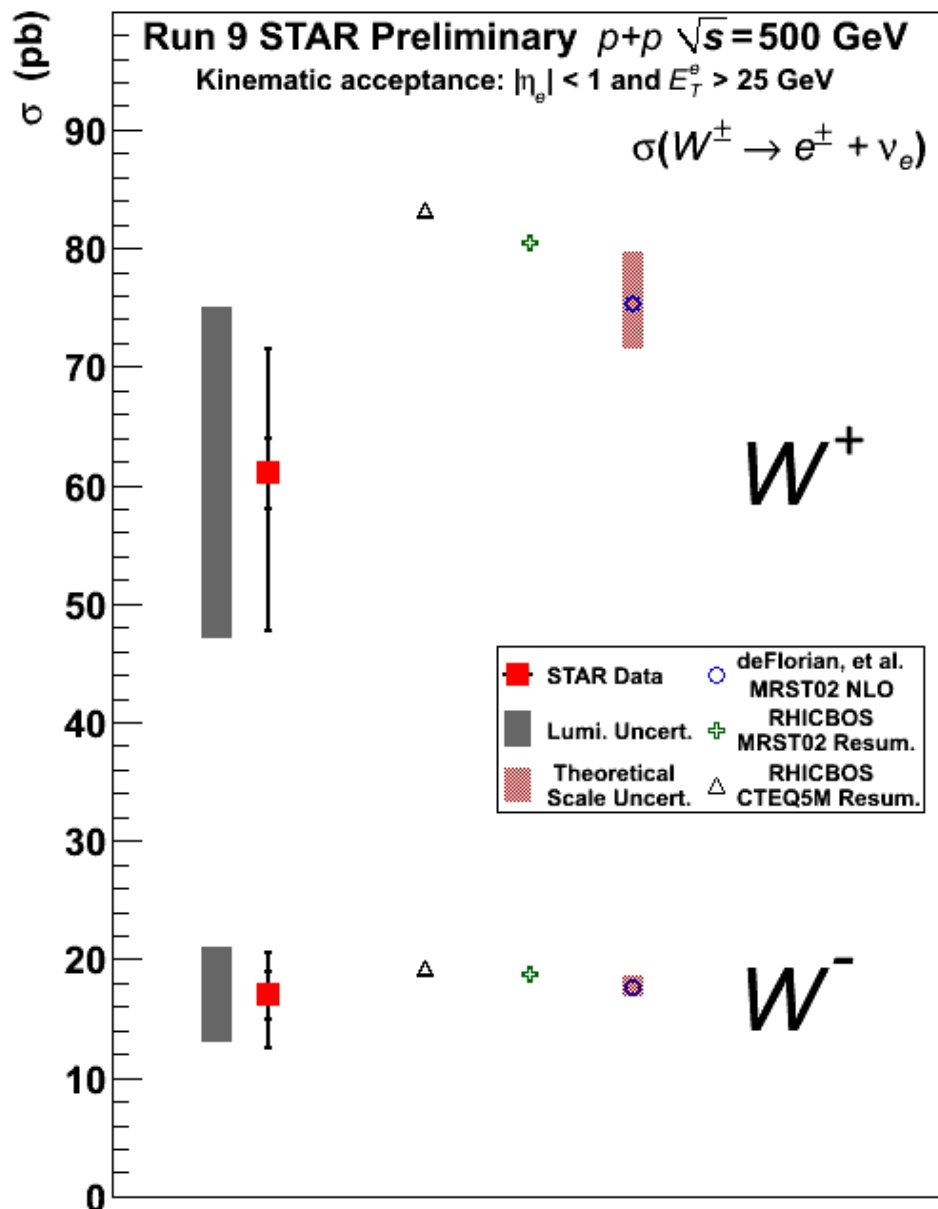 Run 9 STAR Preliminary p+p √s = 500 GeV
Kinematic acceptance: |η_e| < 1 and E_T^e > 25 GeV
σ(W^± → e^± + ν_e)
σ (pb)
90
80
70
60
50
40
30
20
10
0
W^+
STAR Data
Lumi. Uncert.
Theoretical
Scale Uncert.
deFlorian, et al.
MRST02 NLO
RHICBOS
MRST02 Resum.
RHICBOS
CTEQ5M Resum.
W^-